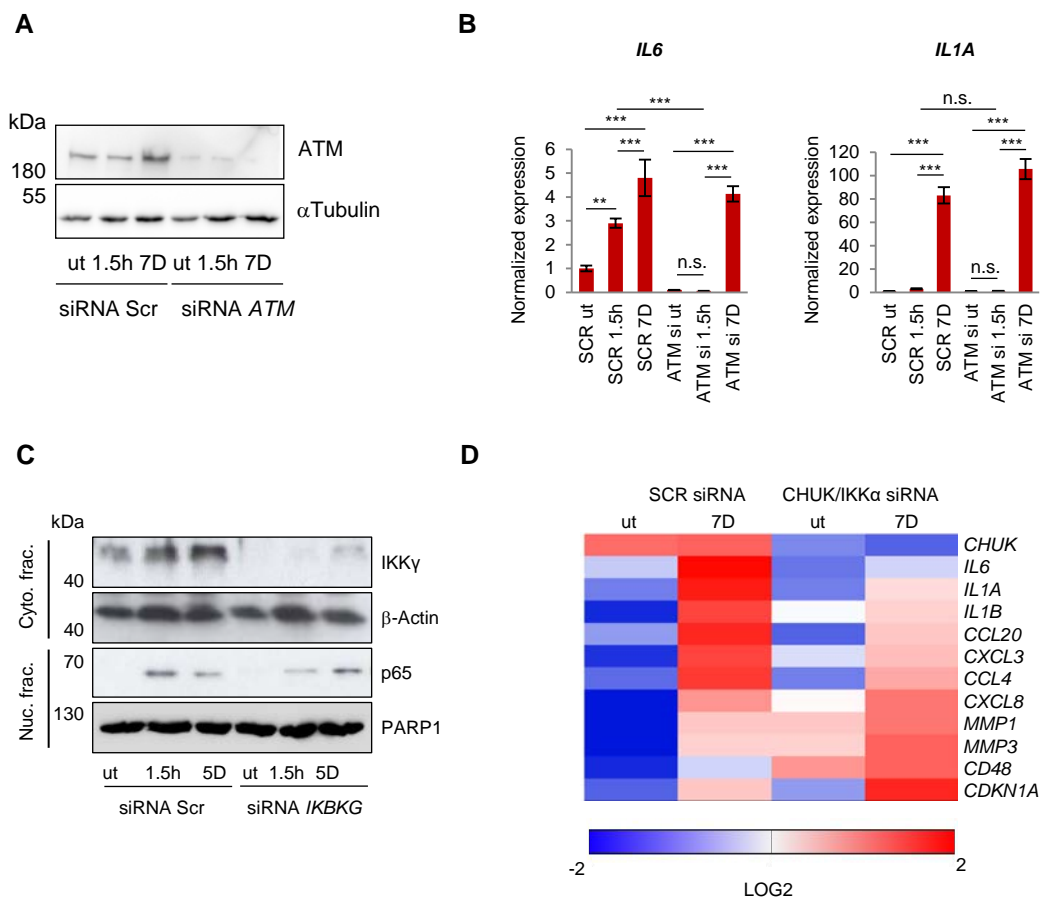 A
kDa
180
55
ATM
αTubulin
ut 1.5h 7D ut 1.5h 7D
siRNA Scr siRNA ATM
B
IL6
Normalized expression
6
5
4
3
2
1
0
***
***
***
***
***
**
n.s.
SCR ut
SCR 1.5h
SCR 7D
ATM si ut
ATM si 1.5h
ATM si 7D
IL1A
Normalized expression
120
100
80
60
40
20
0
n.s.
***
***
***
***
n.s.
SCR ut
SCR 1.5h
SCR 7D
ATM si ut
ATM si 1.5h
ATM si 7D
C
kDa
Cyto. frac.
Nuc. frac.
40
40
70
130
IKKγ
β-Actin
p65
PARP1
ut 1.5h 5D ut 1.5h 5D
siRNA Scr siRNA IKBKG
D
SCR siRNA CHUK/IKKα siRNA
ut 7D ut 7D
CHUK
IL6
IL1A
IL1B
CCL20
CXCL3
CCL4
CXCL8
MMP1
MMP3
CD48
CDKN1A
-2 2
LOG2